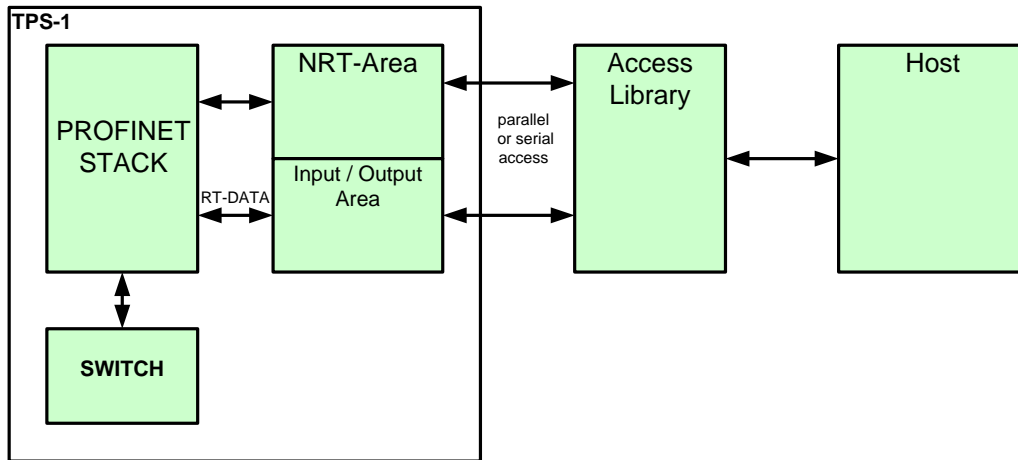 TPS-1
PROFINET
STACK
NRT-Area
Input / Output
Area
RT-DATA
SWITCH
parallel
or serial
access
Access
Library
Host